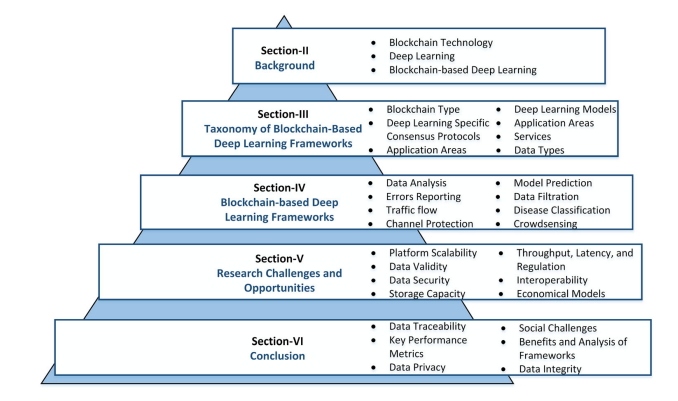 Section-II
Background
• Blockchain Technology
• Deep Learning
• Blockchain-based Deep Learning
Section-III
Taxonomy of Blockchain-Based
Deep Learning Frameworks
• Blockchain Type
• Deep Learning Specific
Consensus Protocols
• Application Areas
• Deep Learning Models
• Application Areas
• Services
• Data Types
Section-IV
Blockchain-based Deep
Learning Frameworks
• Data Analysis
• Errors Reporting
• Traffic flow
• Channel Protection
• Model Prediction
• Data Filtration
• Disease Classification
• Crowdsensing
Section-V
Research Challenges and
Opportunities
• Platform Scalability
• Data Validity
• Data Security
• Storage Capacity
• Throughput, Latency, and
Regulation
• Interoperability
• Economical Models
Section-VI
Conclusion
• Data Traceability
• Key Performance
Metrics
• Data Privacy
• Social Challenges
• Benefits and Analysis of
Frameworks
• Data Integrity